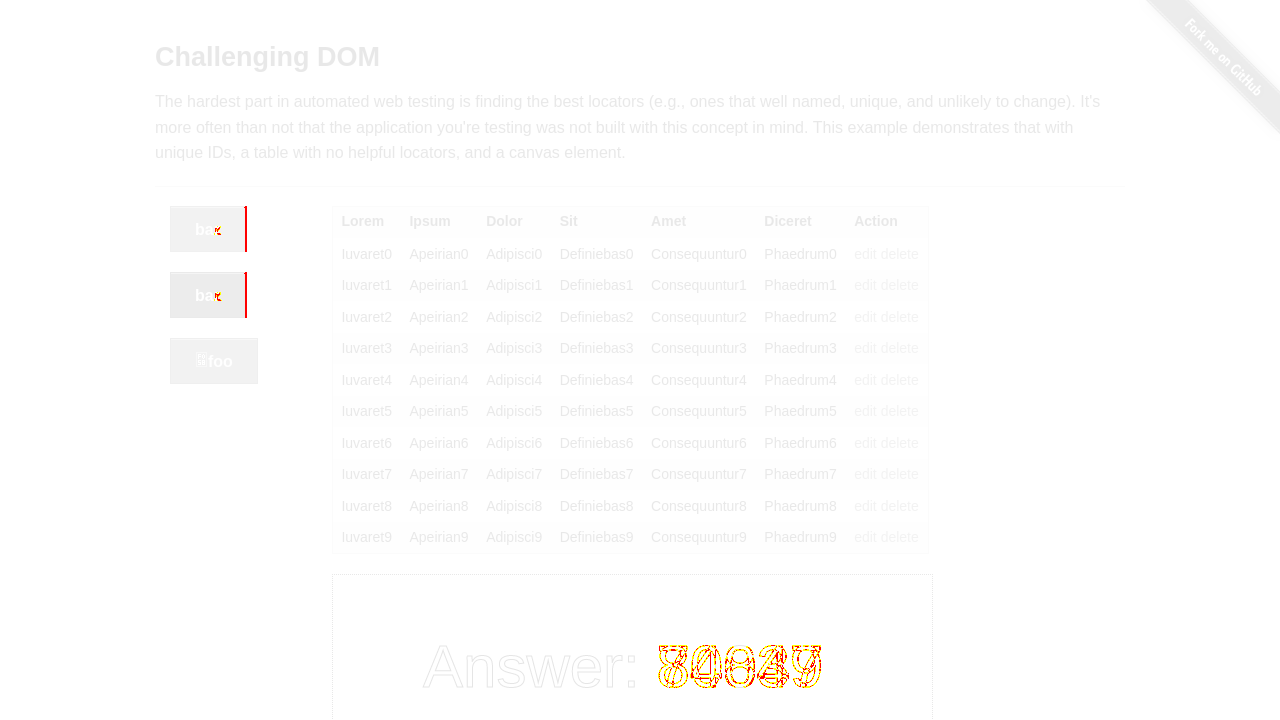 Fork me on GitHub
Challenging DOM
The hardest part in automated web testing is finding the best locators (e.g., ones that well named, unique, and unlikely to change). It's
more often than not that the application you're testing was not built with this concept in mind. This example demonstrates that with
unique IDs, a table with no helpful locators, and a canvas element.
foo
Lorem Ipsum Dolor Sit Amet Diceret Action
Iuvaret0 Apeirian0 Adipisci0 Definiebas0 Consequuntur0 Phaedrum0 edit delete
Iuvaret1 Apeirian1 Adipisci1 Definiebas1 Consequuntur1 Phaedrum1 edit delete
Iuvaret2 Apeirian2 Adipisci2 Definiebas2 Consequuntur2 Phaedrum2 edit delete
Iuvaret3 Apeirian3 Adipisci3 Definiebas3 Consequuntur3 Phaedrum3 edit delete
Iuvaret4 Apeirian4 Adipisci4 Definiebas4 Consequuntur4 Phaedrum4 edit delete
Iuvaret5 Apeirian5 Adipisci5 Definiebas5 Consequuntur5 Phaedrum5 edit delete
Iuvaret6 Apeirian6 Adipisci6 Definiebas6 Consequuntur6 Phaedrum6 edit delete
Iuvaret7 Apeirian7 Adipisci7 Definiebas7 Consequuntur7 Phaedrum7 edit delete
Iuvaret8 Apeirian8 Adipisci8 Definiebas8 Consequuntur8 Phaedrum8 edit delete
Iuvaret9 Apeirian9 Adipisci9 Definiebas9 Consequuntur9 Phaedrum9 edit delete
Answer: